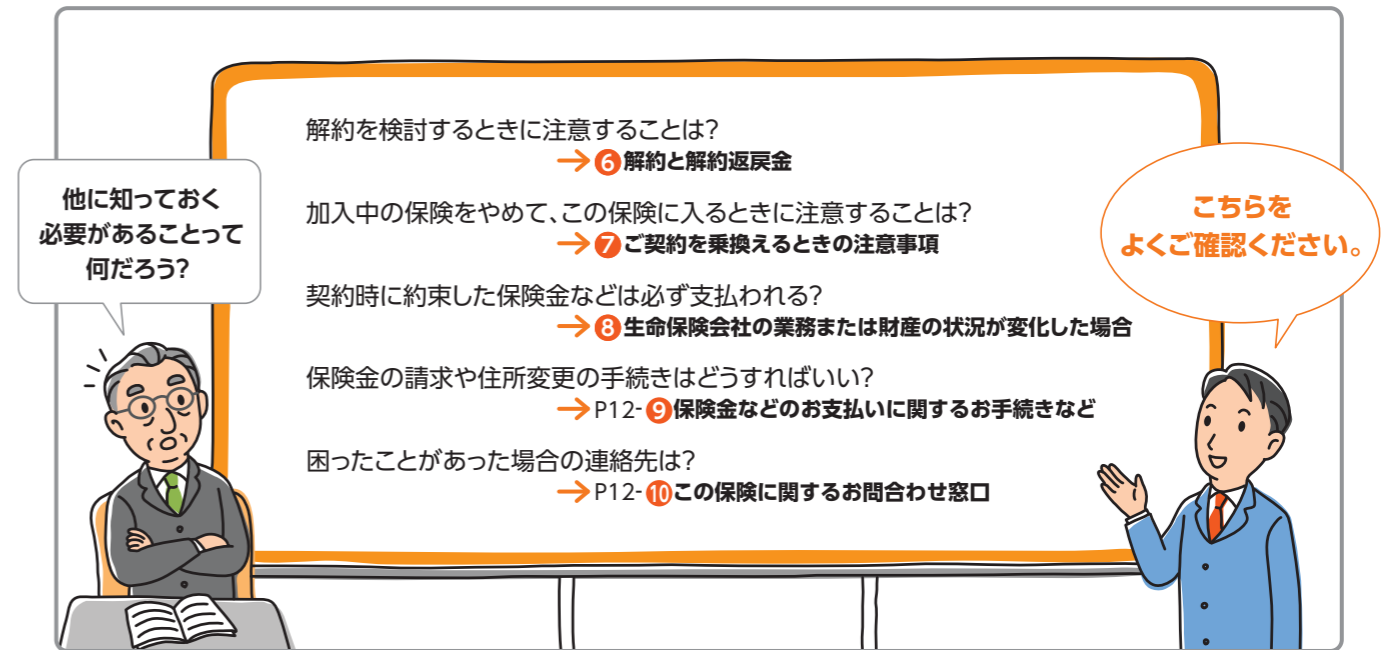 解約を検討するときに注意することは?
→❻解約と解約返戻金
加入中の保険をやめて、この保険に入るときに注意することは?
→❼ご契約を乗換えるときの注意事項
契約時に約束した保険金などは必ず支払われる?
→❽生命保険会社の業務または財産の状況が変化した場合
保険金の請求や住所変更の手続きはどうすればいい?
→P12-❾保険金などのお支払いに関するお手続きなど
困ったことがあった場合の連絡先は?
→P12-❿この保険に関するお問合わせ窓口
他に知っておく
必要があることって
何だろう?
こちらを
よくご確認ください。